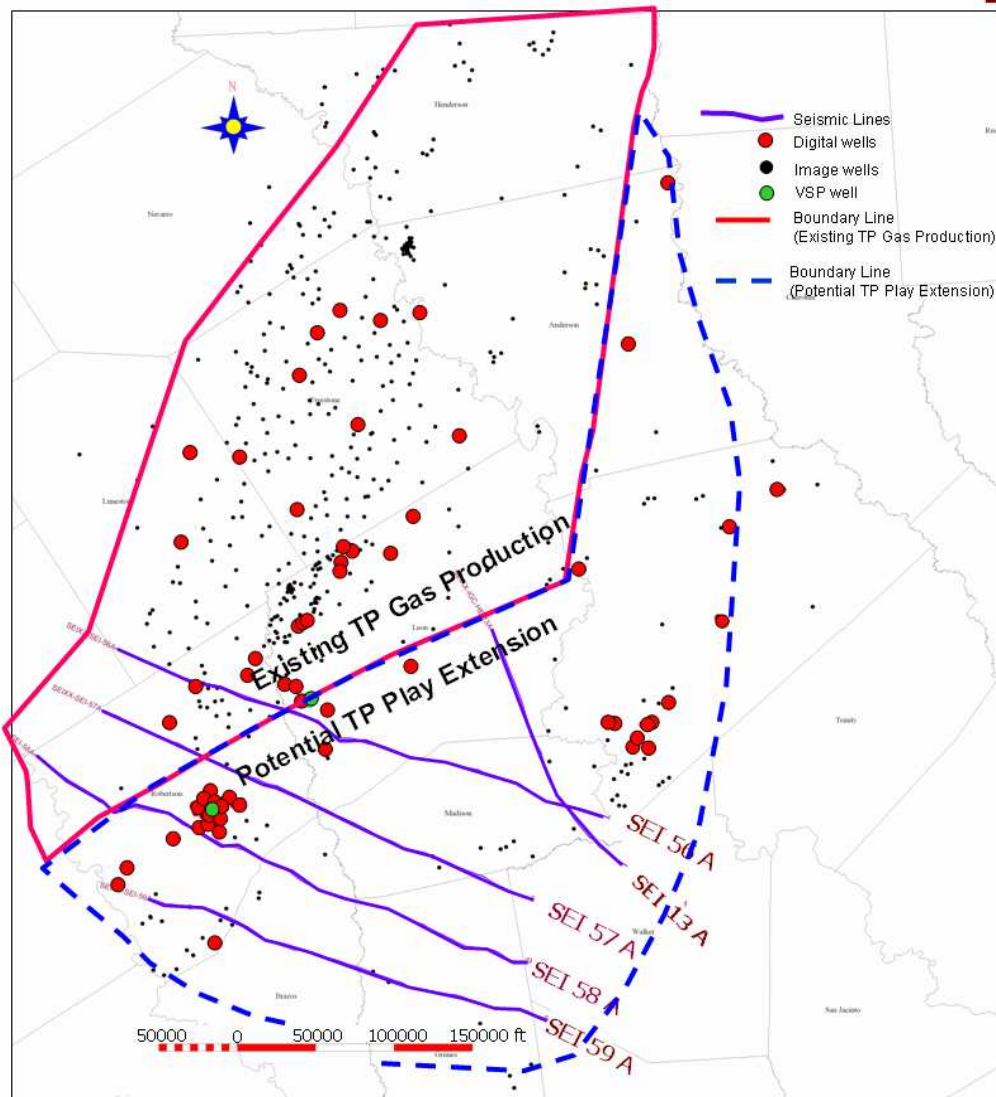 N
Henderson
Navarro
Seismic Lines
Digital wells
Image wells
VSP well
Boundary Line
(Existing TP Gas Production)
Boundary Line
(Potential TP Play Extension)
Anderson
Freestone
Limestone
Existing TP Gas Production
Leon
Potential TP Play Extension
SEIXX-SEI-57A
Trinity
Robertson
Madison
SEI 56 A
SEI 13 A
SEI 57 A
Walker
SEI 58 A
Brazos
San Jacinto
SEI 59 A
50000 0 50000 100000 150000 ft
Grimes